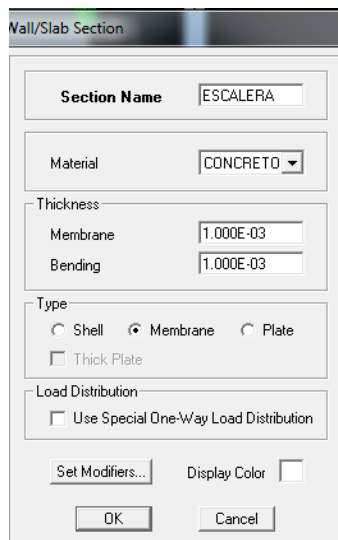 Wall/Slab Section
Section Name ESCALERA
Material CONCRETO
Thickness
Membrane 1.000E-03
Bending 1.000E-03
Type
Shell Membrane Plate
Thick Plate
Load Distribution
Use Special One-Way Load Distribution
Set Modifiers... Display Color
OK Cancel